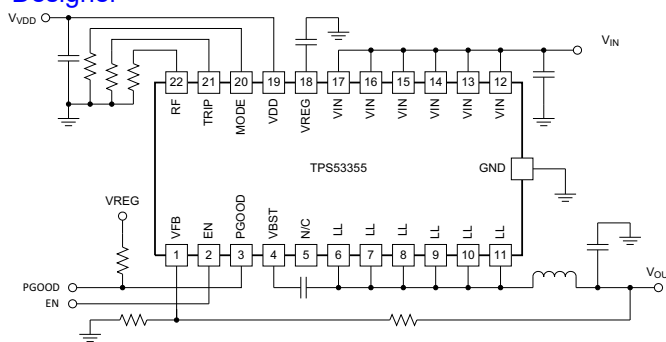 Designer
VVDD
VIN
22 21 20 19 18 17 16 15 14 13 12
RF TRIP MODE VDD VREG VIN VIN VIN VIN VIN VIN
TPS53355
GND
VREG
VFB EN PGOOD VBST N/C LL LL LL LL LL LL
1 2 3 4 5 6 7 8 9 10 11
PGOOD
EN